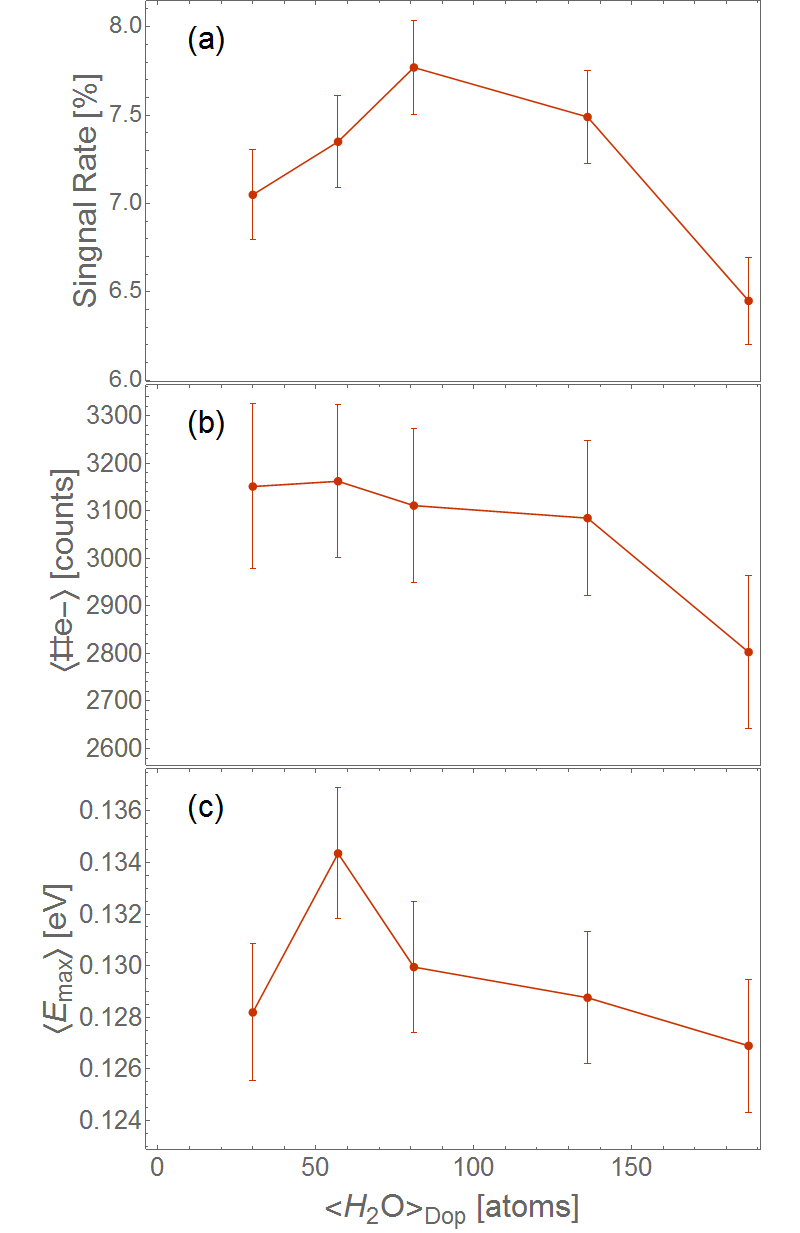 (a)
Singnal Rate [%]
8.0
7.5
7.0
6.5
6.0
(b)
⟨#e−⟩ [counts]
3300
3200
3100
3000
2900
2800
2700
2600
(c)
⟨Emax⟩ [eV]
0.136
0.134
0.132
0.130
0.128
0.126
0.124
0 50 100 150
<H2O>Dop [atoms]